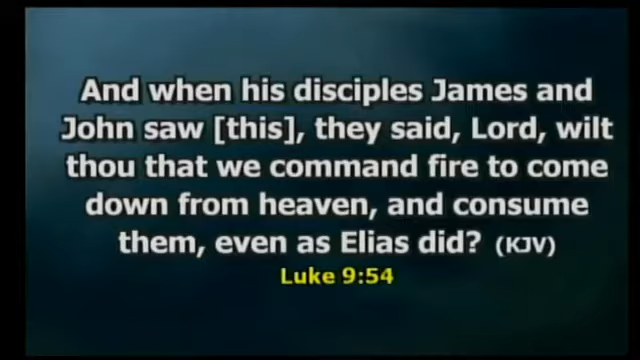 And when his disciples James and
John saw [this], they said, Lord, wilt
thou that we command fire to come
down from heaven, and consume
them, even as Elias did? (KJV)
Luke 9:54